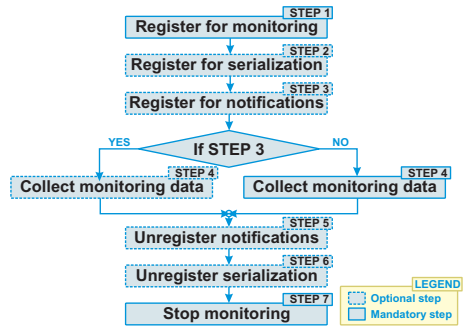 STEP 1
Register for monitoring
STEP 2
Register for serialization
STEP 3
Register for notifications
If STEP 3
YES
NO
STEP 4
Collect monitoring data
STEP 4
Collect monitoring data
STEP 5
Unregister notifications
STEP 6
Unregister serialization
STEP 7
Stop monitoring
LEGEND
Optional step
Mandatory step